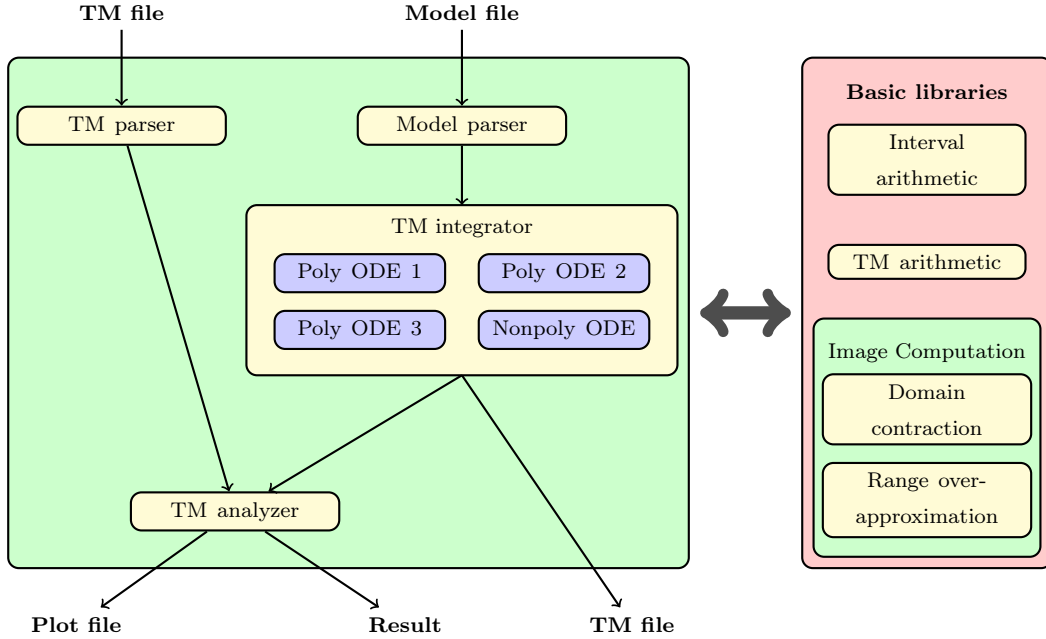 TM file
Model file
TM parser
Model parser
TM integrator
Poly ODE 1
Poly ODE 2
Poly ODE 3
Nonpoly ODE
TM analyzer
Plot file
Result
TM file
Basic libraries
Interval
arithmetic
TM arithmetic
Image Computation
Domain
contraction
Range over-
approximation